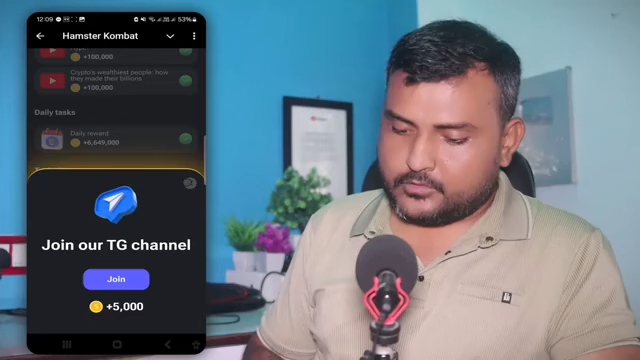 12:09
53%
Hamster Kombat
+100,000
Crypto's wealthiest people: how
they made their billions
+100,000
Daily tasks
Daily reward
+6,649,000
Join our TG channel
Join
+5,000